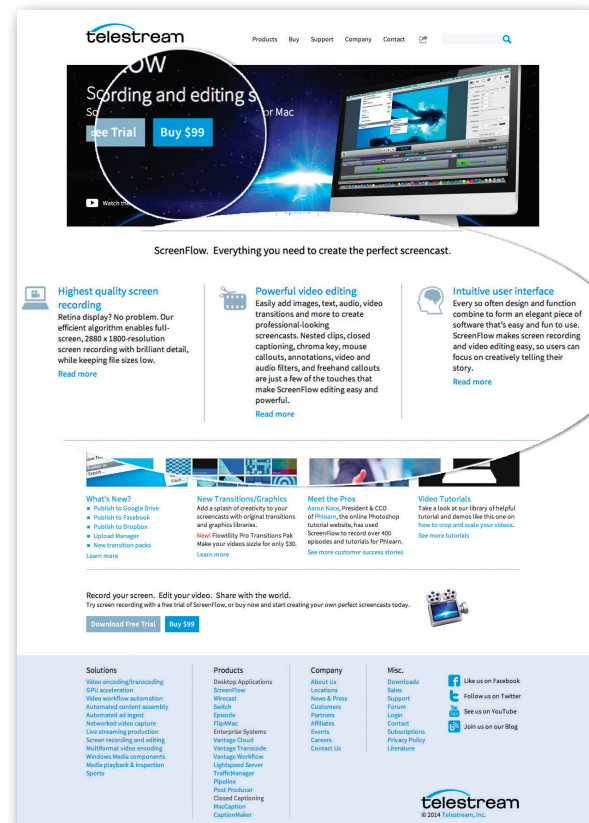 telestream
Products Buy Support Company Contact
ow
Sc
ording and editing s
Sc
or Mac
ee Trial
Buy $99
Watch the
ScreenFlow. Everything you need to create the perfect screencast.
Highest quality screen
recording
Retina display? No problem. Our
efficient algorithm enables full-
screen, 2880 x 1800-resolution
screen recording with brilliant detail,
while keeping file sizes low.
Read more
Powerful video editing
Easily add images, text, audio, video
transitions and more to create
professional-looking
screencasts. Nested clips, closed
captioning, chroma key, mouse
callouts, annotations, video and
audio filters, and freehand callouts
are just a few of the touches that
make ScreenFlow editing easy and
powerful.
Read more
Intuitive user interface
Every so often design and function
combine to form an elegant piece of
software that's easy and fun to use.
ScreenFlow makes screen recording
and video editing easy, so users can
focus on creatively telling their
story.
Read more
What's New?
Publish to Google Drive
Publish to Facebook
Publish to Dropbox
Upload Manager
New transition packs
Learn more
New Transitions/Graphics
Add a splash of creativity to your
screencasts with original transitions
and graphics libraries.
New! Flowtility Pro Transitions Pak
Make your videos sizzle for only $30.
Learn more
Meet the Pros
Aaron Nace, President & CCO
of Phlearn, the online Photoshop
tutorial website, has used
ScreenFlow to record over 400
episodes and tutorials for Phlearn.
See more customer success stories
Video Tutorials
Take a look at our library of helpful
tutorial and demos like this one on
how to crop and scale your videos.
See more tutorials
Record your screen. Edit your video. Share with the world.
Try screen recording with a free trial of ScreenFlow, or buy now and start creating your own perfect screencasts today.
Download Free Trial
Buy $99
Solutions
Video encoding/transcoding
GPU acceleration
Video workflow automation
Automated content assembly
Automated ad ingest
Networked video capture
Live streaming production
Screen recording and editing
Multiformat video encoding
Windows Media components
Media playback & inspection
Sports
Products
Desktop Applications
ScreenFlow
Wirecast
Switch
Episode
Flip4Mac
Enterprise Systems
Vantage Cloud
Vantage Transcode
Vantage Workflow
Lightspeed Server
TrafficManager
Pipeline
Post Producer
Closed Captioning
MacCaption
CaptionMaker
Company
About Us
Locations
News & Press
Customers
Partners
Affiliates
Events
Careers
Contact Us
Misc.
Downloads
Sales
Support
Forum
Login
Contact
Subscriptions
Privacy Policy
Literature
Like us on Facebook
Follow us on Twitter
See us on YouTube
Join us on our Blog
telestream
© 2014 Telestream, Inc.